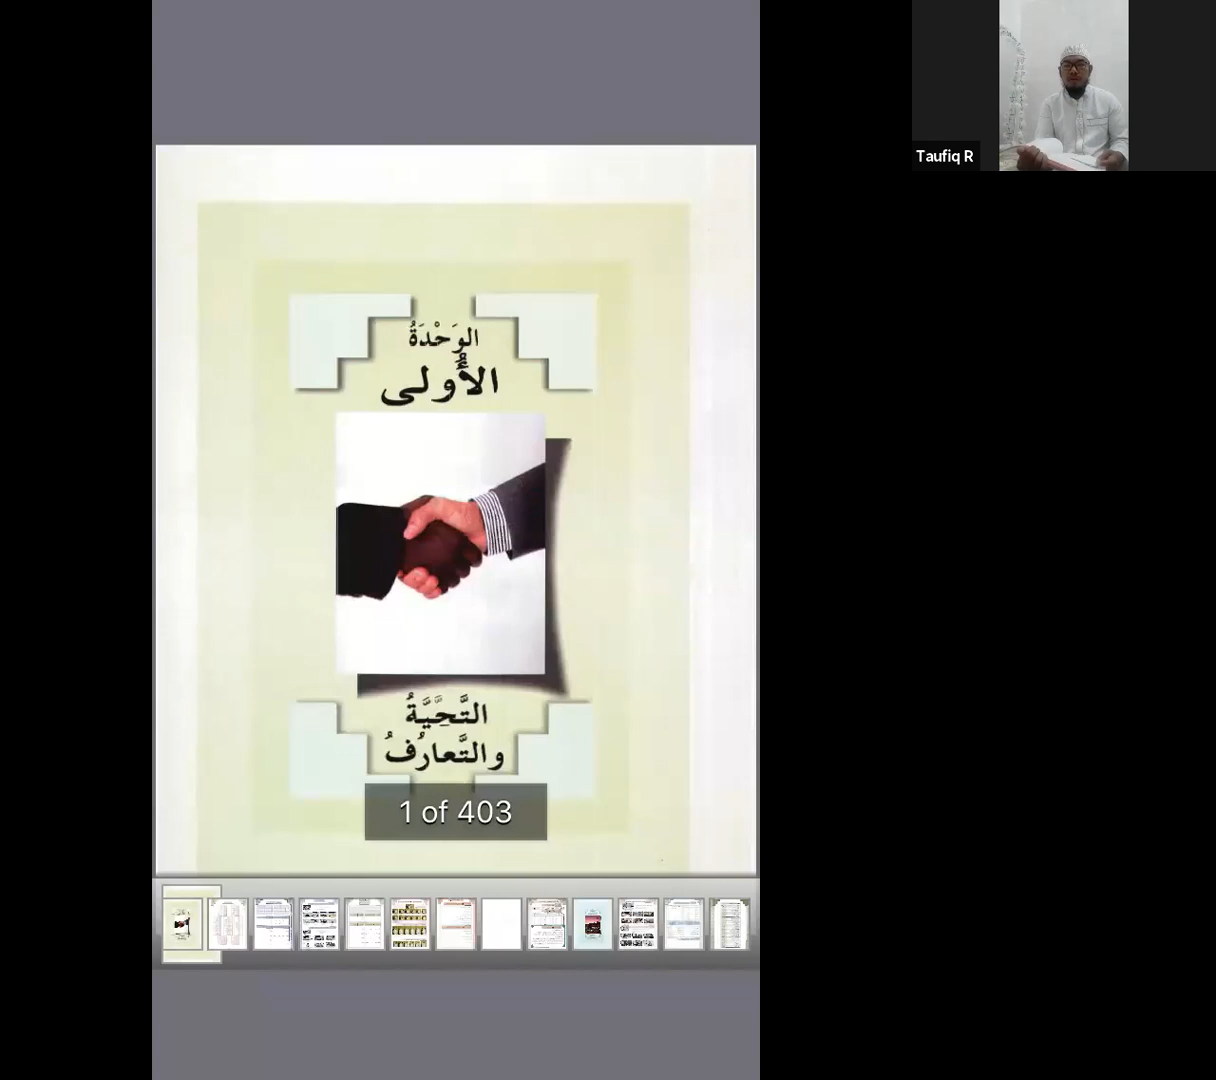 Taufiq R
الوَحْدَةُ
الأُولى
التَّحِيَّةُ
والتَّعارُفُ
1 of 403